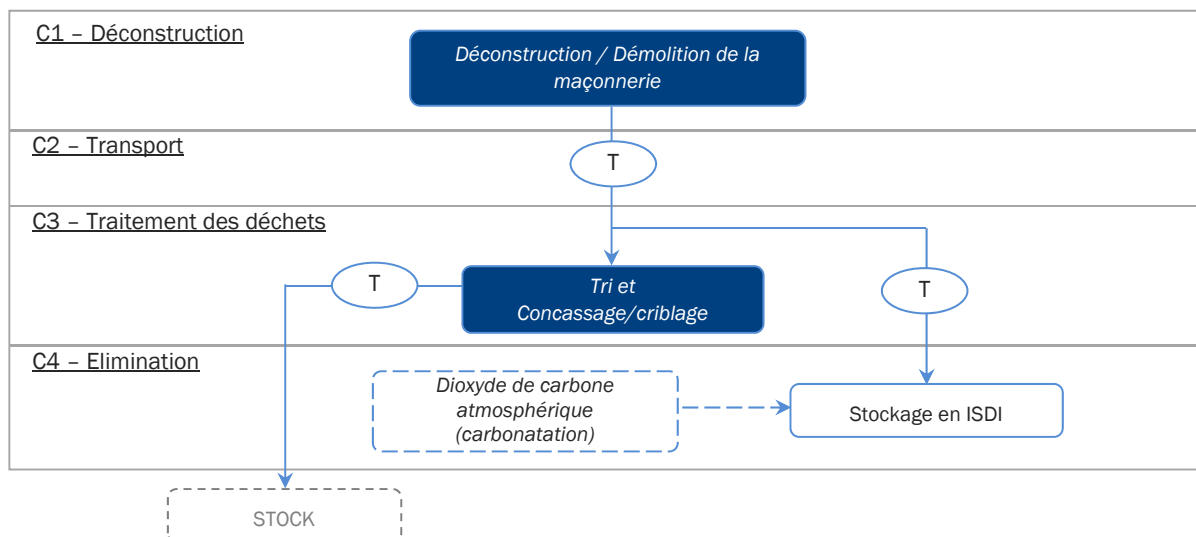 C1 – Déconstruction
Déconstruction / Démolition de la
maçonnerie
C2 – Transport
T
C3 – Traitement des déchets
T
Tri et
Concassage/criblage
T
C4 – Elimination
Dioxyde de carbone
atmosphérique
(carbonatation)
Stockage en ISDI
STOCK